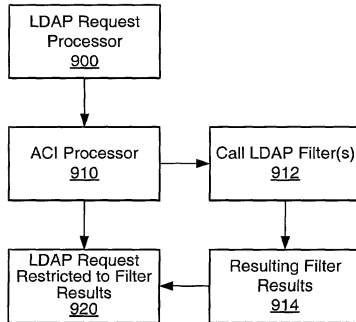 LDAP Request
Processor
900
ACI Processor
910
Call LDAP Filter(s)
912
LDAP Request
Restricted to Filter
Results
920
Resulting Filter
Results
914